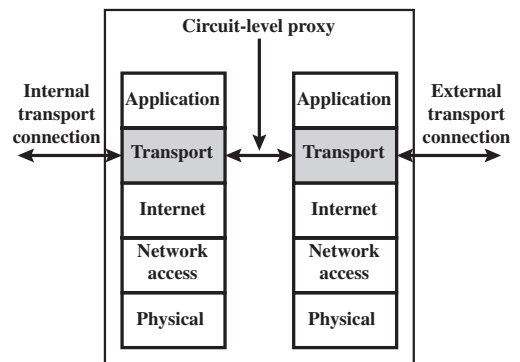 Circuit-level proxy
Internal
transport
connection
External
transport
connection
Application
Transport
Internet
Network
access
Physical
Application
Transport
Internet
Network
access
Physical